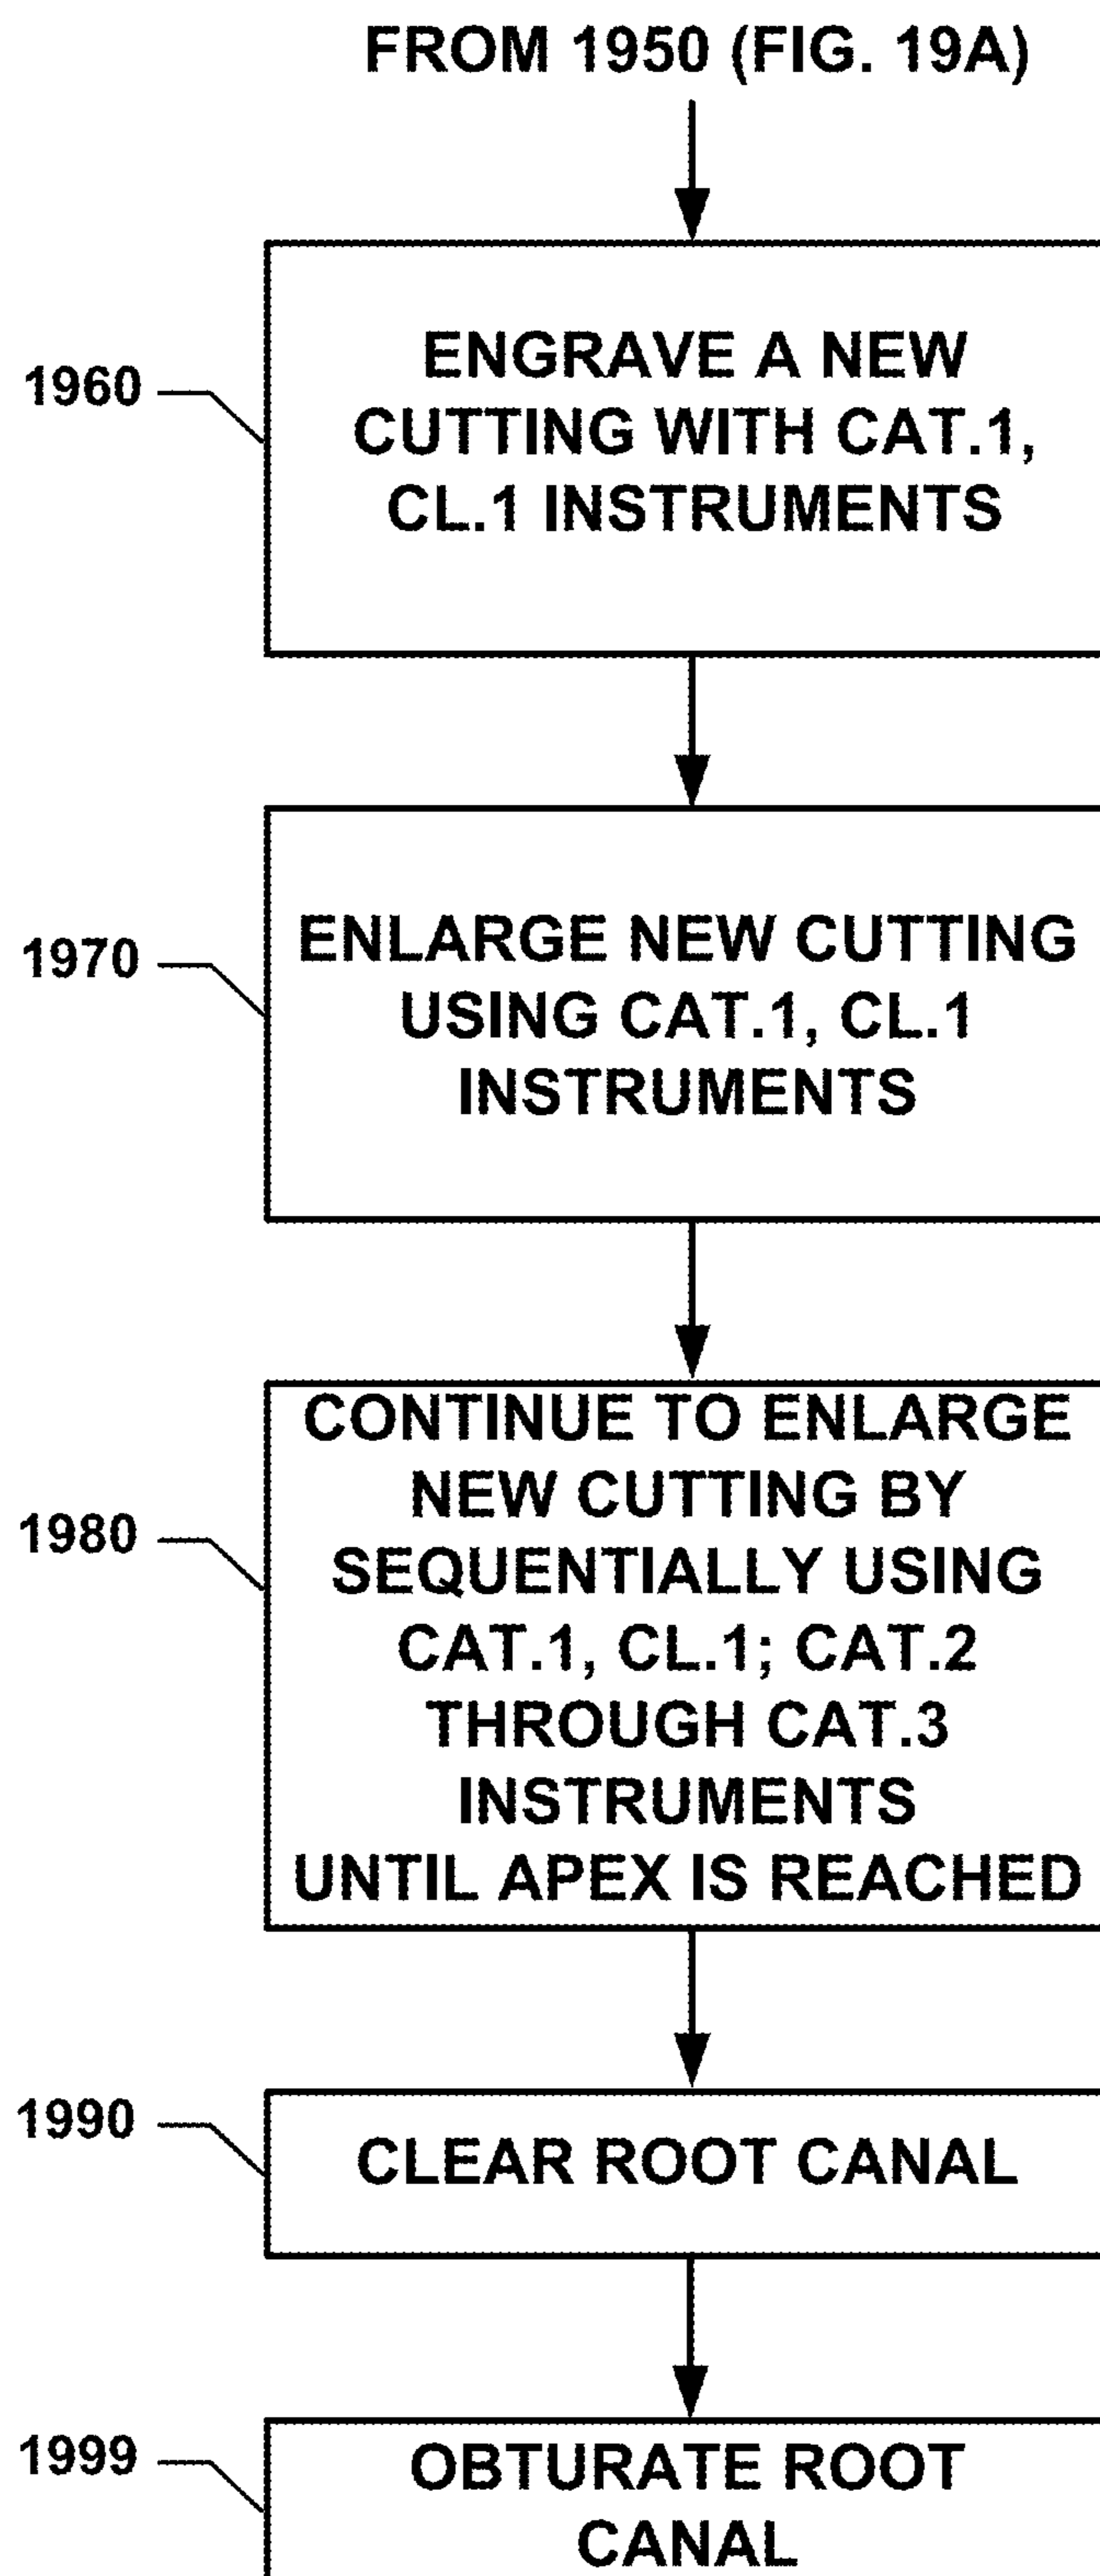 FROM 1950 (FIG. 19A)
1960
ENGRAVE A NEW
CUTTING WITH CAT.1,
CL.1 INSTRUMENTS
1970
ENLARGE NEW CUTTING
USING CAT.1, CL.1
INSTRUMENTS
1980
CONTINUE TO ENLARGE
NEW CUTTING BY
SEQUENTIALLY USING
CAT.1, CL.1; CAT.2
THROUGH CAT.3
INSTRUMENTS
UNTIL APEX IS REACHED
1990
CLEAR ROOT CANAL
1999
OBTURATE ROOT
CANAL